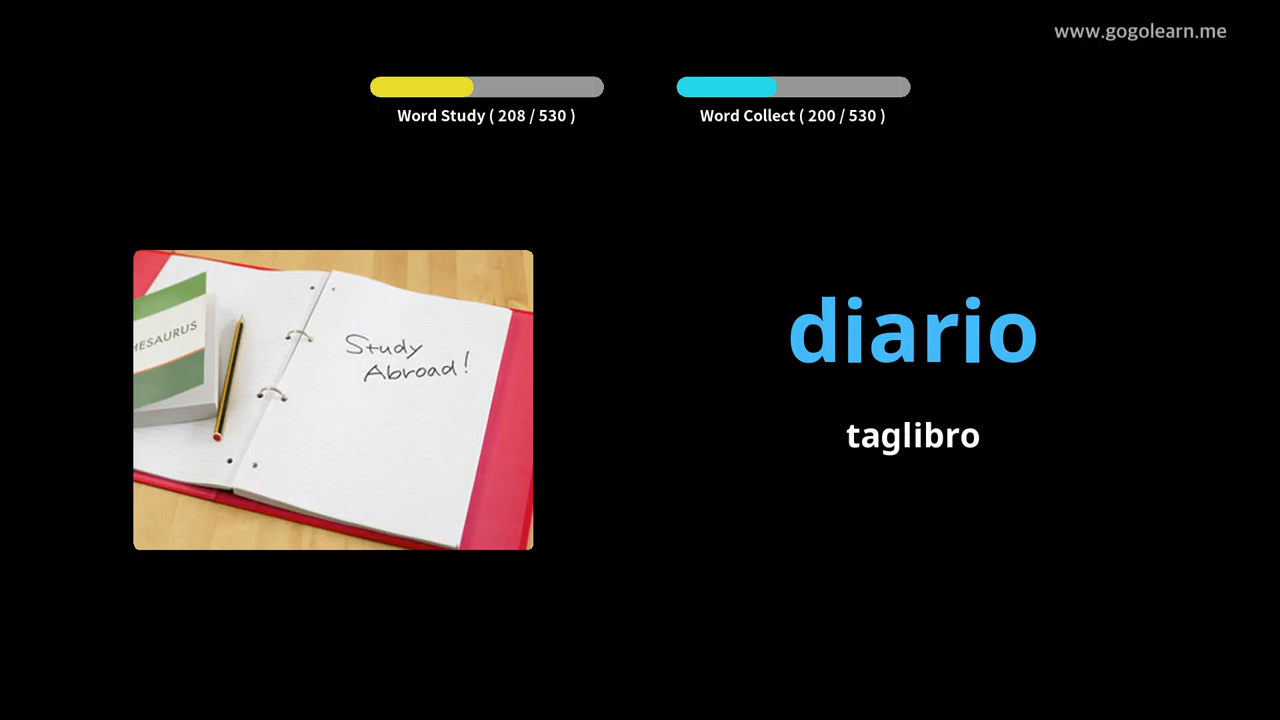 www.gogolearn.me
Word Study ( 208 / 530 )
Word Collect ( 200 / 530 )
HESAURUS
Study
Abroad!
diario
taglibro